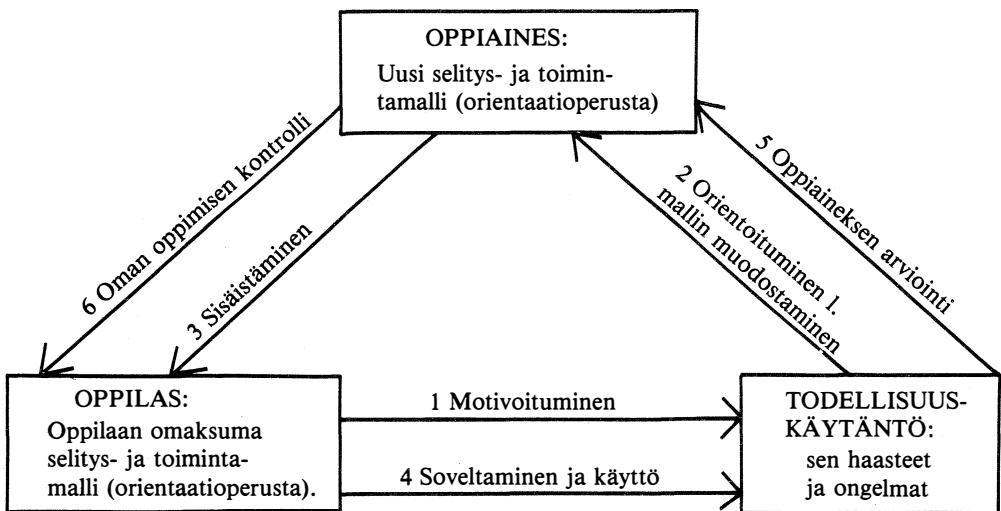 OPPIAINES:
Uusi selitys- ja toimin-
tamalli (orientaatioperusta)
6 Oman oppimisen kontrolli
3 Sisäistäminen
2 Orientoituminen 1.
mallin muodostaminen
5 Oppiaineksen arviointi
OPPILAS:
Oppilaan omaksuma
selitys- ja toiminta-
malli (orientaatioperusta).
1 Motivoituminen
4 Soveltaminen ja käyttö
TODELLISUUS-
KÄYTÄNTÖ:
sen haasteet
ja ongelmat